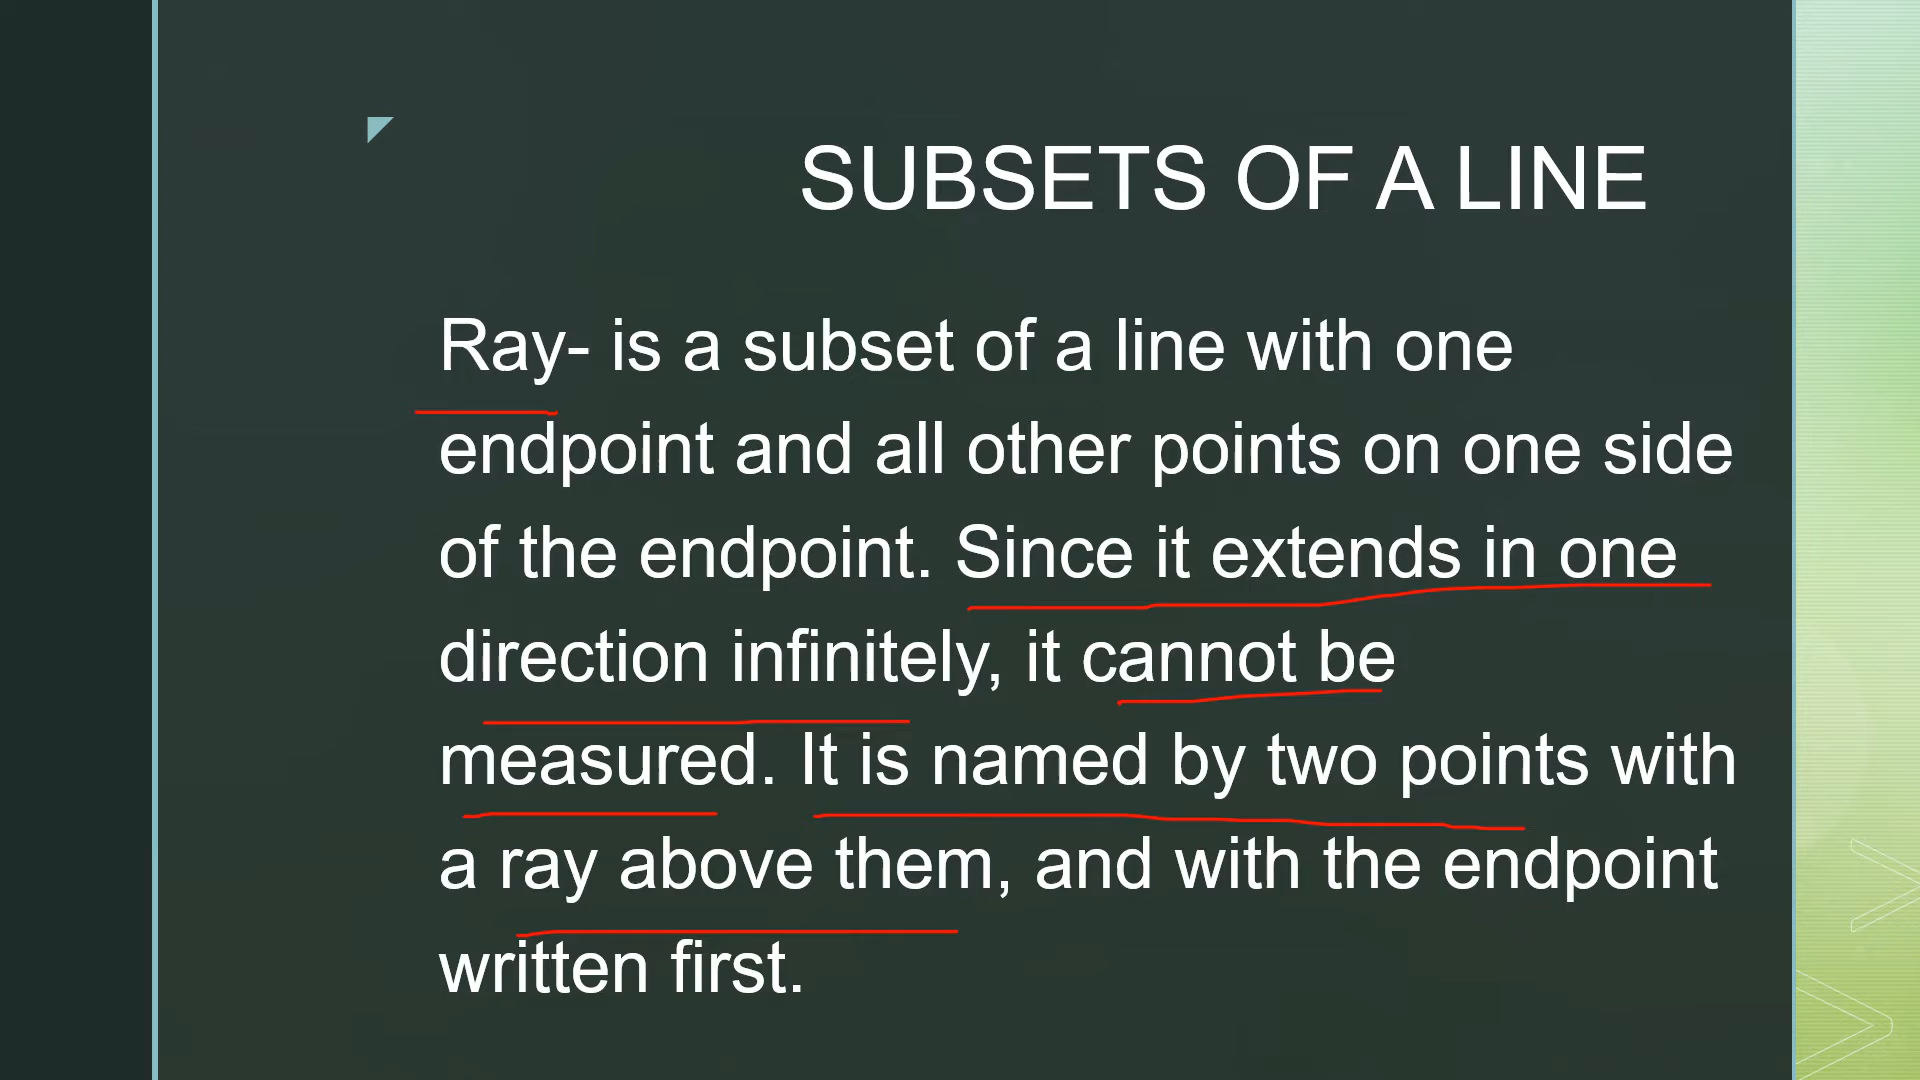 SUBSETS OF A LINE
Ray- is a subset of a line with one
endpoint and all other points on one side
of the endpoint. Since it extends in one
direction infinitely, it cannot be
measured. It is named by two points with
a ray above them, and with the endpoint
written first.